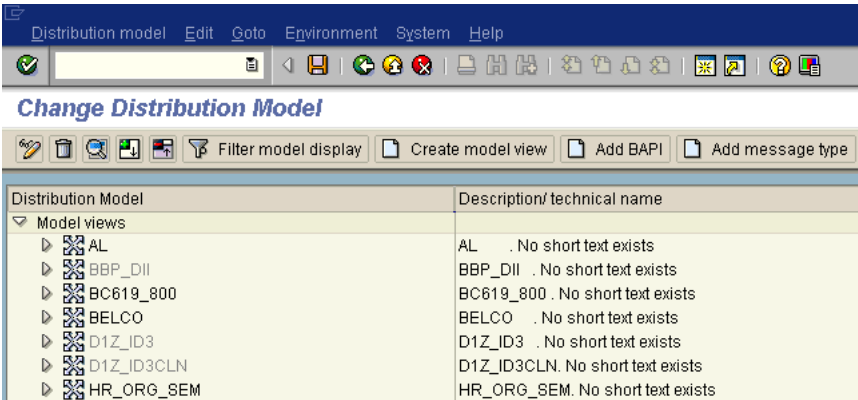 Distribution model Edit Goto Environment System Help
Change Distribution Model
Filter model display Create model view Add BAPI Add message type
Distribution Model Description/ technical name
Model views
AL AL . No short text exists
BBP_DII BBP_DII . No short text exists
BC619_800 BC619_800 . No short text exists
BELCO BELCO . No short text exists
D1Z_ID3 D1Z_ID3 . No short text exists
D1Z_ID3CLN D1Z_ID3CLN. No short text exists
HR_ORG_SEM HR_ORG_SEM. No short text exists